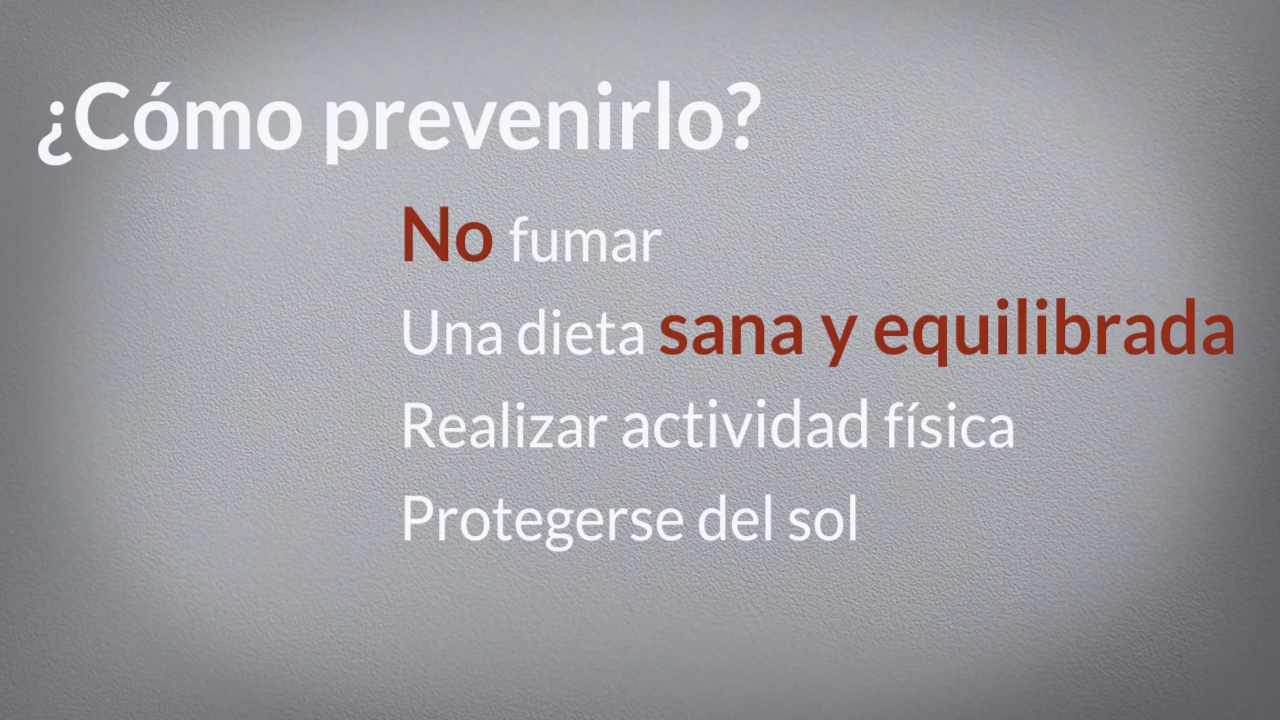 ¿Cómo prevenirlo?
No fumar
Una dieta sana y equilibrada
Realizar actividad física
Protegerse del sol